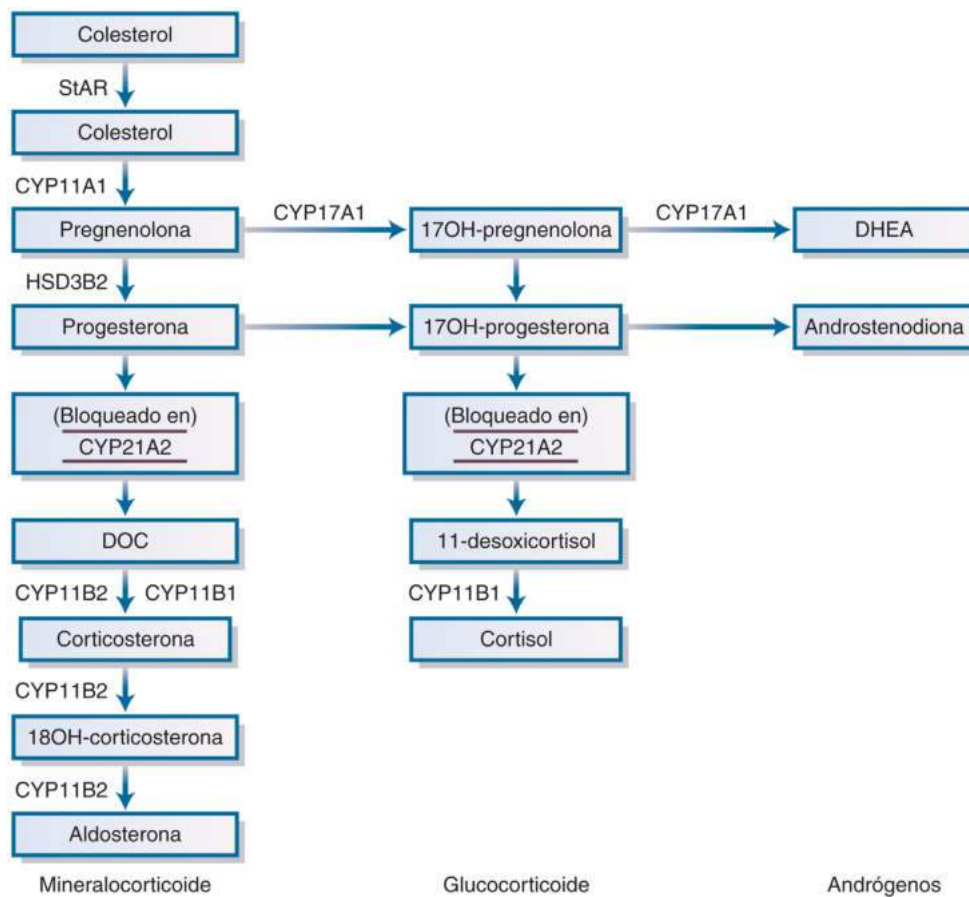 Colesterol
StAR
Colesterol
CYP11A1
CYP17A1
CYP17A1
Pregnenolona
17OH-pregnenolona
DHEA
HSD3B2
Progesterona
17OH-progesterona
Androstenodiona
(Bloqueado en)
CYP21A2
(Bloqueado en)
CYP21A2
DOC
11-desoxicortisol
CYP11B2
CYP11B1
CYP11B1
Corticosterona
Cortisol
CYP11B2
18OH-corticosterona
CYP11B2
Aldosterona
Mineralocorticoide
Glucocorticoide
Andrógenos